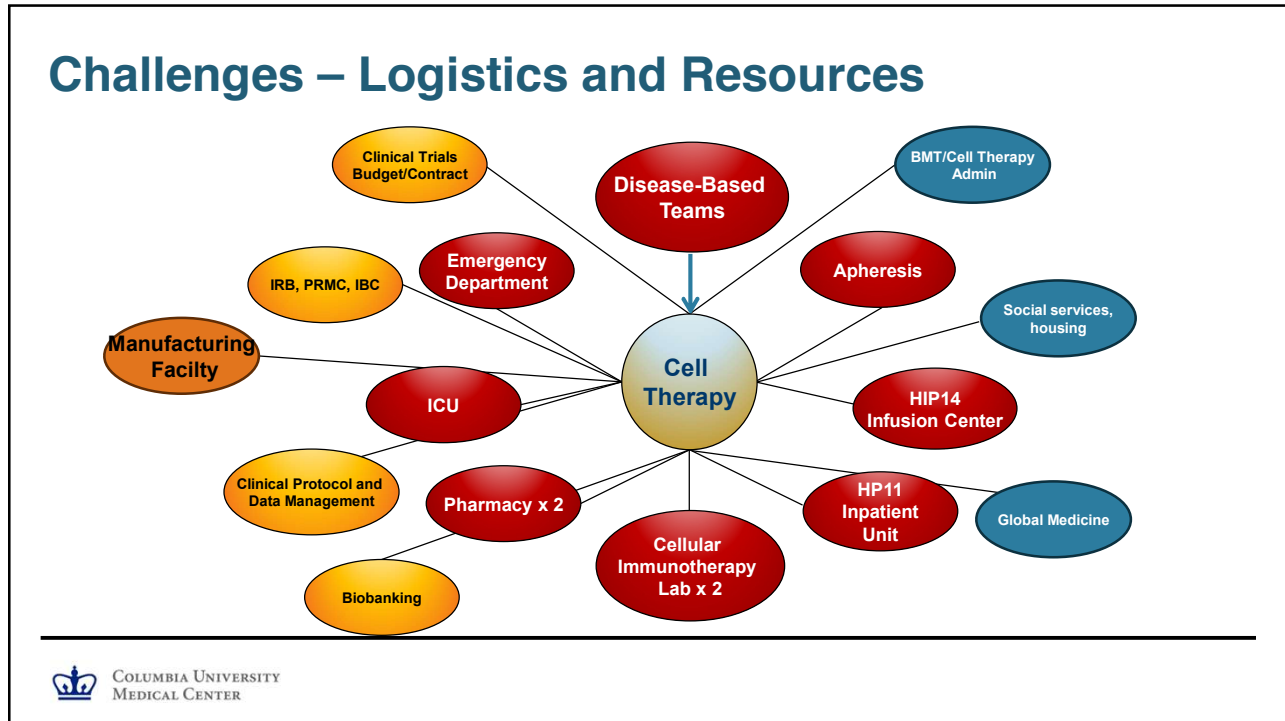 Challenges – Logistics and Resources
Clinical Trials
Budget/Contract
Disease-Based
Teams
BMT/Cell Therapy
Admin
IRB, PRMC, IBC
Emergency
Department
Apheresis
Social services,
housing
Manufacturing
Facilty
Cell
Therapy
ICU
HIP14
Infusion Center
Clinical Protocol and
Data Management
Pharmacy x 2
Cellular
Immunotherapy
Lab x 2
HP11
Inpatient
Unit
Global Medicine
Biobanking
COLUMBIA UNIVERSITY
MEDICAL CENTER